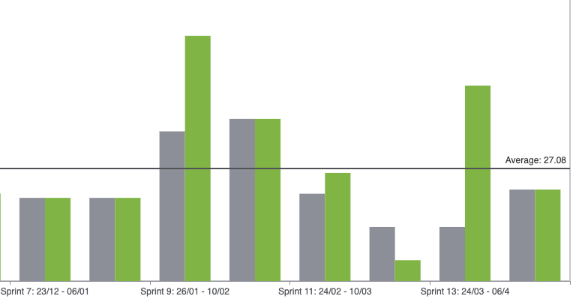 Average: 27.08
Sprint 7: 23/12 - 06/01
Sprint 9: 26/01 - 10/02
Sprint 11: 24/02 - 10/03
Sprint 13: 24/03 - 06/4